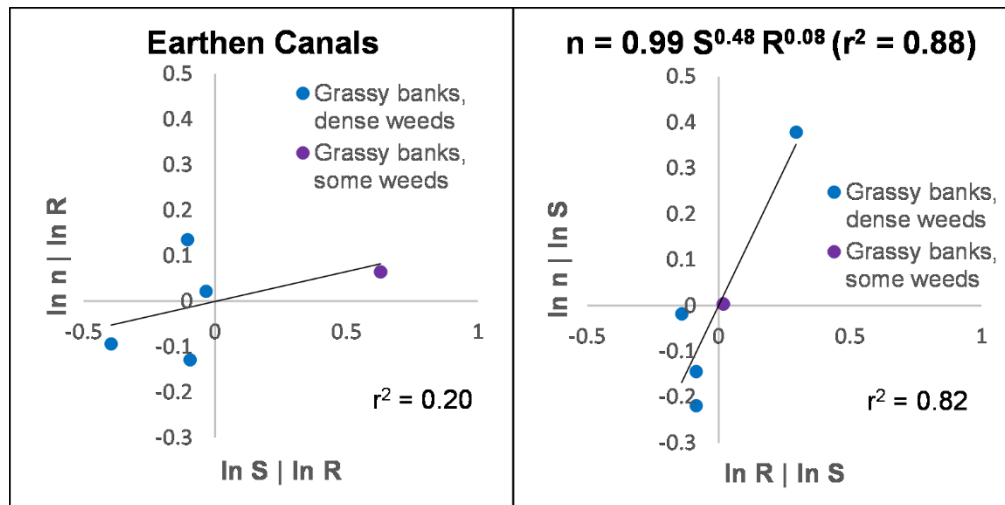 Earthen Canals
0.5
Grassy banks,
dense weeds
Grassy banks,
some weeds
0.4
0.3
0.2
0.1
0
-0.1
-0.2
-0.3
-0.5
0
0.5
1
ln n | ln R
r² = 0.20
ln S | ln R
n = 0.99 S^0.48 R^0.08 (r² = 0.88)
0.5
0.4
0.3
0.2
0.1
0
-0.1
-0.2
-0.3
Grassy banks,
dense weeds
Grassy banks,
some weeds
-0.5
0
0.5
1
ln n | ln S
r² = 0.82
ln R | ln S